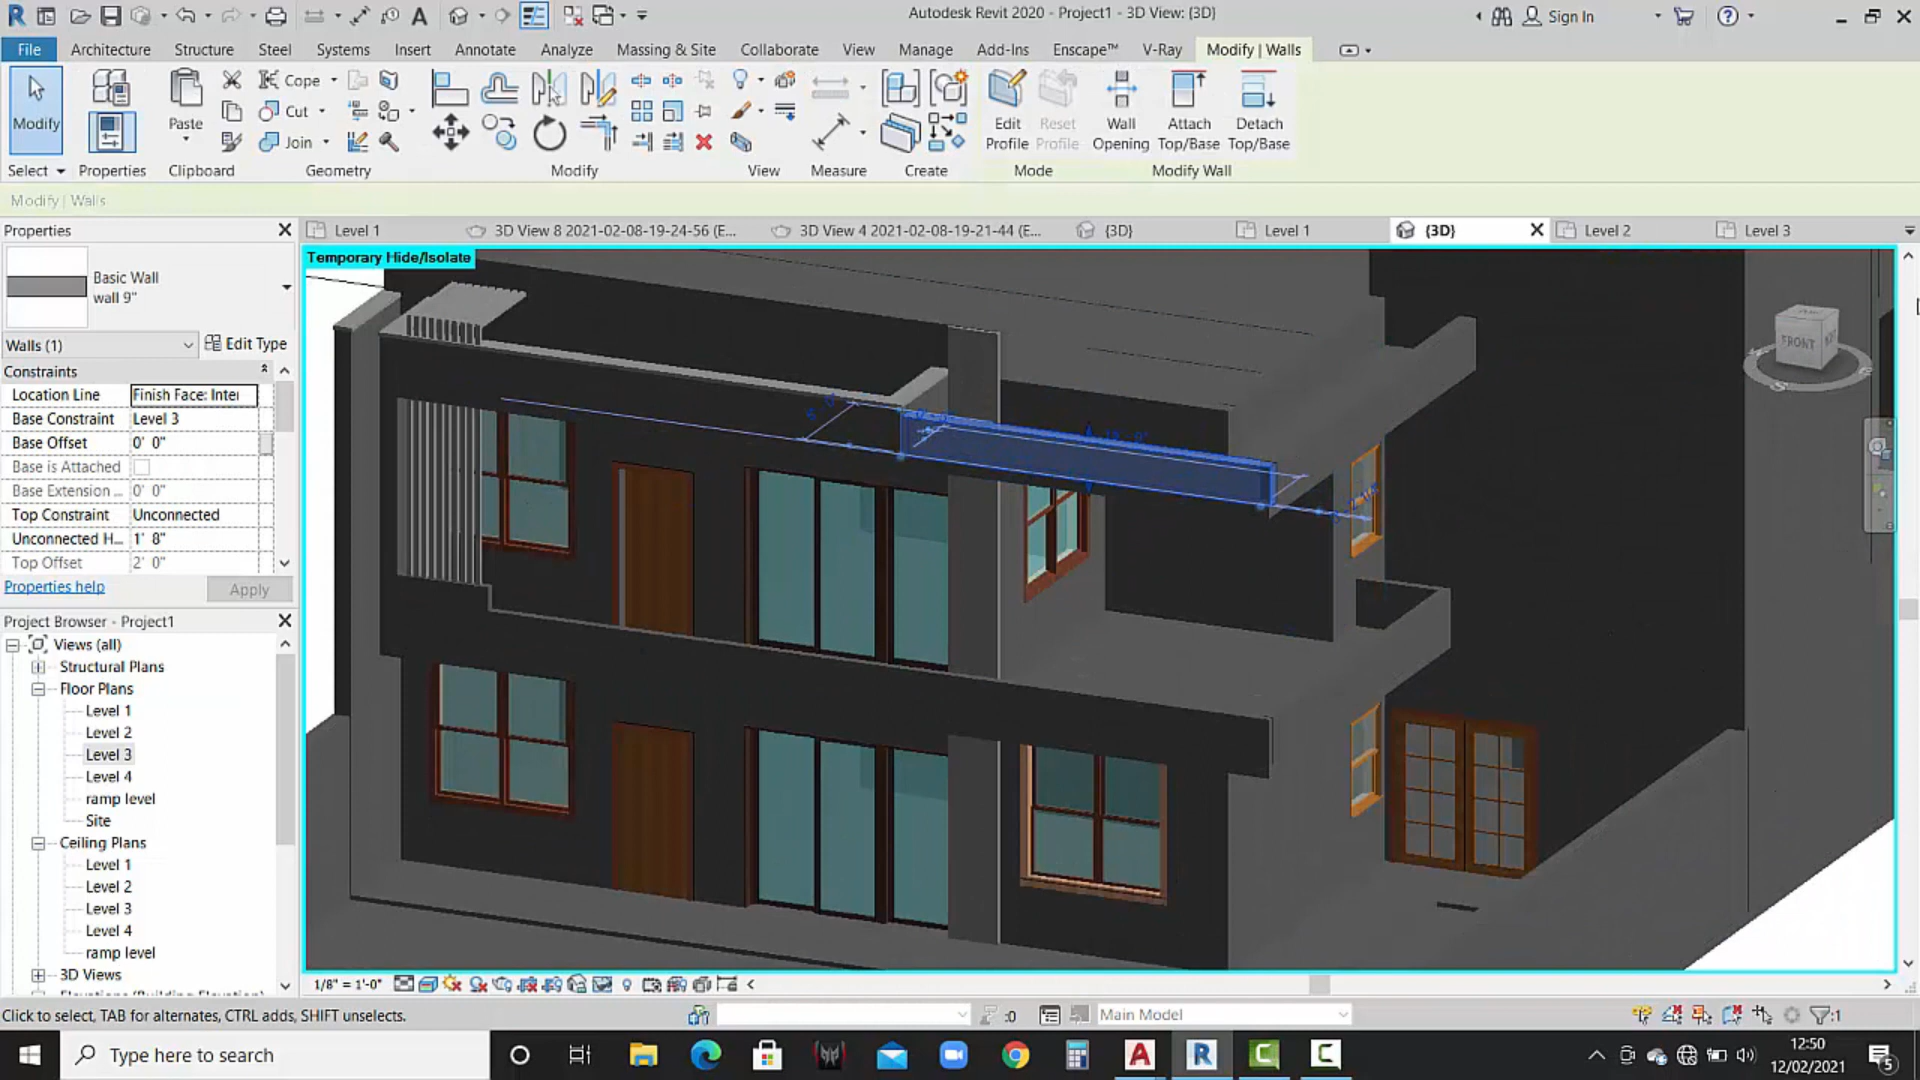 Autodesk Revit 2020 - Project1 - 3D View: {3D}
Sign In
File
Architecture
Structure
Steel
Systems
Insert
Annotate
Analyze
Massing & Site
Collaborate
View
Manage
Add-Ins
Enscape™
V-Ray
Modify | Walls
Modify
Paste
Cope
Cut
Join
Edit
Profile
Reset
Profile
Wall
Opening
Attach
Top/Base
Detach
Top/Base
Select
Properties
Clipboard
Geometry
Modify
View
Measure
Create
Mode
Modify Wall
Modify | Walls
Properties
Level 1
3D View 8 2021-02-08-19-24-56 (E...
3D View 4 2021-02-08-19-21-44 (E...
{3D}
Level 1
{3D}
Level 2
Level 3
Temporary Hide/Isolate
Basic Wall
wall 9"
Walls (1)
Edit Type
Constraints
Location Line
Finish Face: Inter
Base Constraint
Level 3
Base Offset
0' 0"
Base is Attached
Base Extension ...
0' 0"
Top Constraint
Unconnected
Unconnected H...
1' 8"
Top Offset
2' 0"
Properties help
Apply
Project Browser - Project1
Views (all)
Structural Plans
Floor Plans
Level 1
Level 2
Level 3
Level 4
ramp level
Site
Ceiling Plans
Level 1
Level 2
Level 3
Level 4
ramp level
3D Views
Elevations (Building Elevation)
FRONT
1/8" = 1'-0"
Click to select, TAB for alternates, CTRL adds, SHIFT unselects.
:0
Main Model
:1
Type here to search
12:50
12/02/2021
5